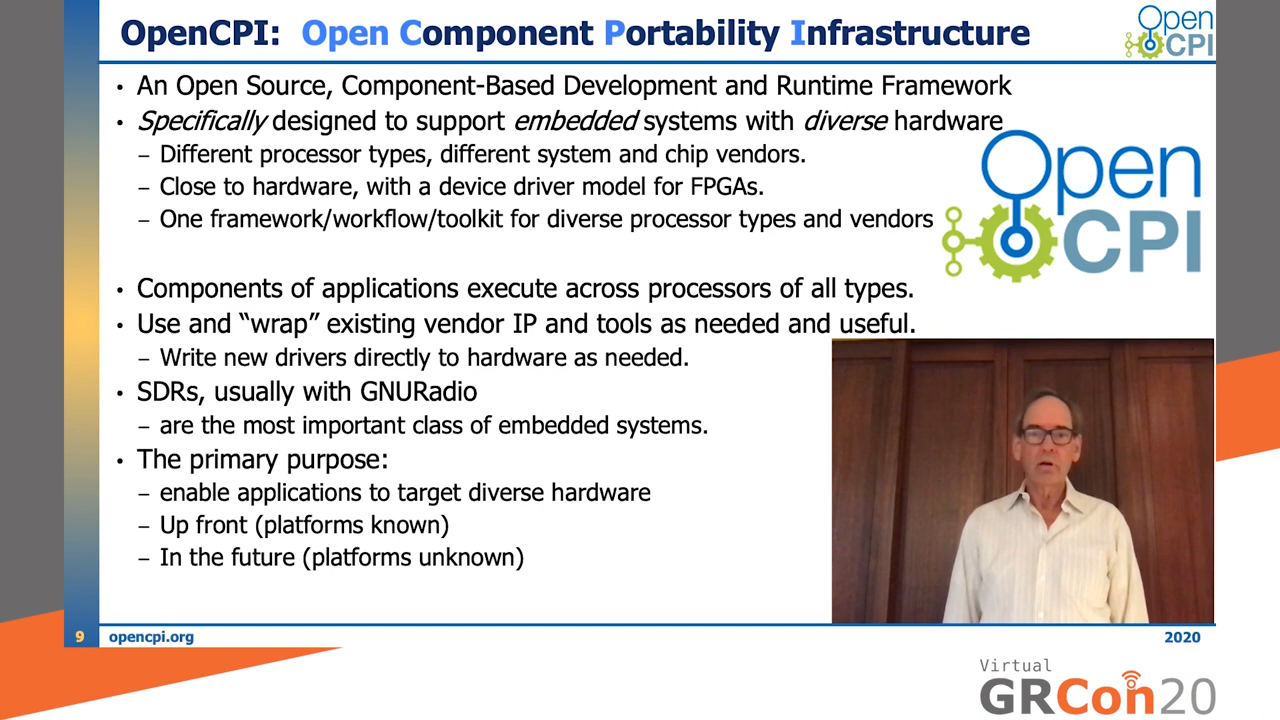 OpenCPI: Open Component Portability Infrastructure
Open
CPI
• An Open Source, Component-Based Development and Runtime Framework
• Specifically designed to support embedded systems with diverse hardware
– Different processor types, different system and chip vendors.
– Close to hardware, with a device driver model for FPGAs.
– One framework/workflow/toolkit for diverse processor types and vendors
Open
CPI
• Components of applications execute across processors of all types.
• Use and “wrap” existing vendor IP and tools as needed and useful.
– Write new drivers directly to hardware as needed.
• SDRs, usually with GNURadio
– are the most important class of embedded systems.
• The primary purpose:
– enable applications to target diverse hardware
– Up front (platforms known)
– In the future (platforms unknown)
9 opencpi.org 2020
Virtual
GRCon20